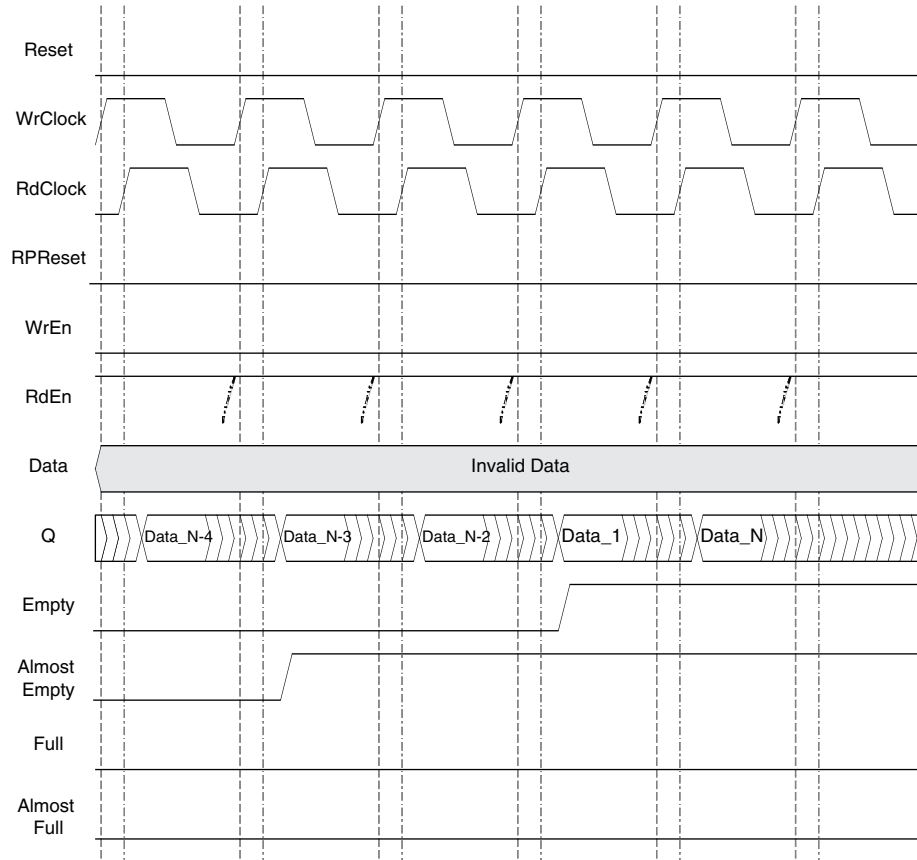 Reset
WrClock
RdClock
RPReset
WrEn
RdEn
Data
Invalid Data
Q
Data_N-4
Data_N-3
Data_N-2
Data_1
Data_N
Empty
Almost
Empty
Full
Almost
Full